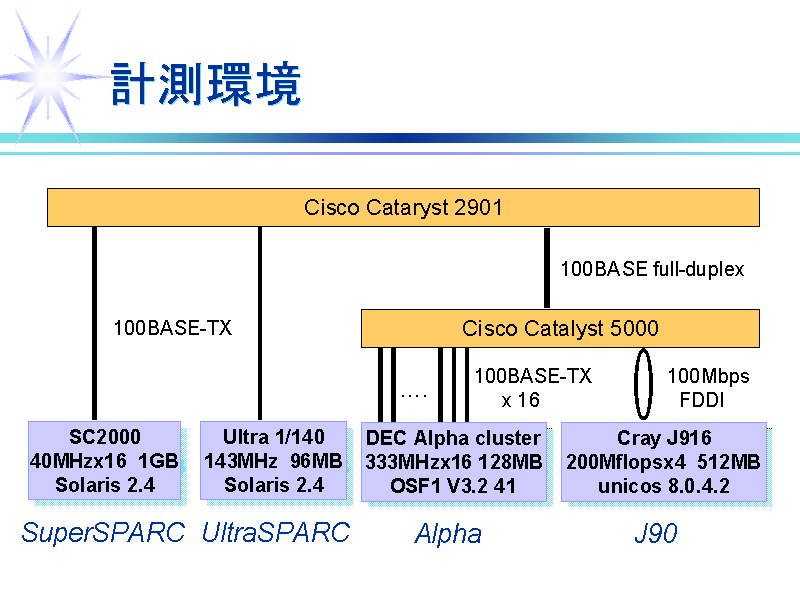 計測環境
Cisco Cataryst 2901
100BASE full-duplex
100BASE-TX
Cisco Catalyst 5000
....
100BASE-TX
x 16
100Mbps
FDDI
SC2000
40MHzx16 1GB
Solaris 2.4
Ultra 1/140
143MHz 96MB
Solaris 2.4
DEC Alpha cluster
333MHzx16 128MB
OSF1 V3.2 41
Cray J916
200Mflopsx4 512MB
unicos 8.0.4.2
SuperSPARC
UltraSPARC
Alpha
J90